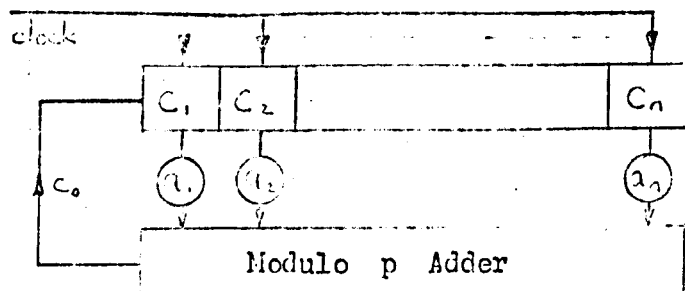 clock
C₁ C₂ Cₙ
C₀ a₁ a₂ aₙ
Modulo p Adder